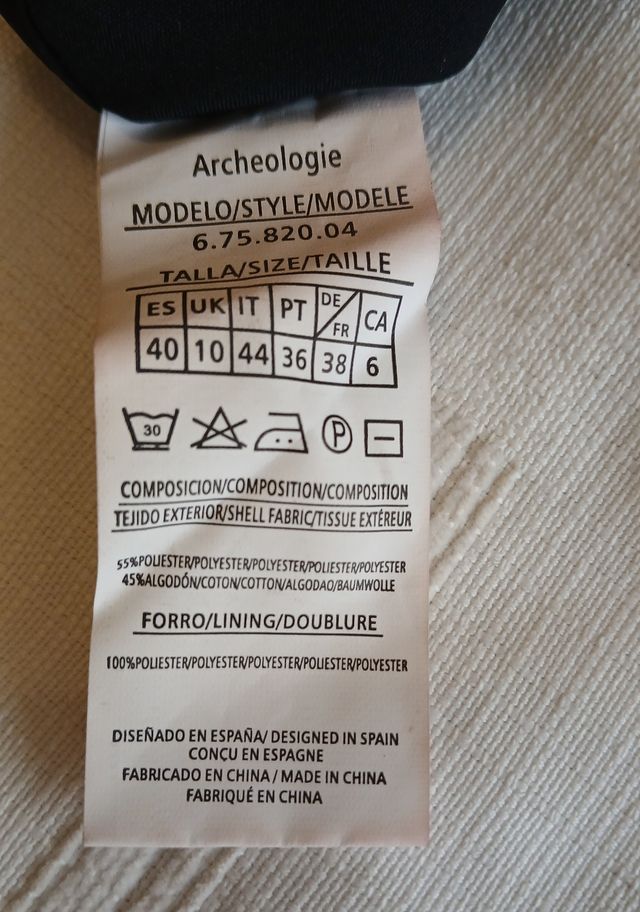 Archeologie
MODELO/STYLE/MODELE
6.75.820.04
TALLA/SIZE/TAILLE
ES UK IT PT DE/FR CA
40 10 44 36 38 6
30 P
COMPOSICION/COMPOSITION/COMPOSITION
TEJIDO EXTERIOR/SHELL FABRIC/TISSUE EXTÉREUR
55%POLIESTER/POLYESTER/POLYESTER/POLIESTER/POLYESTER
45%ALGODÓN/COTON/COTTON/ALGODAO/BAUMWOLLE
FORRO/LINING/DOUBLURE
100%POLIESTER/POLYESTER/POLYESTER/POLIESTER/POLYESTER
DISEÑADO EN ESPAÑA/ DESIGNED IN SPAIN
CONÇU EN ESPAGNE
FABRICADO EN CHINA / MADE IN CHINA
FABRIQUÉ EN CHINA